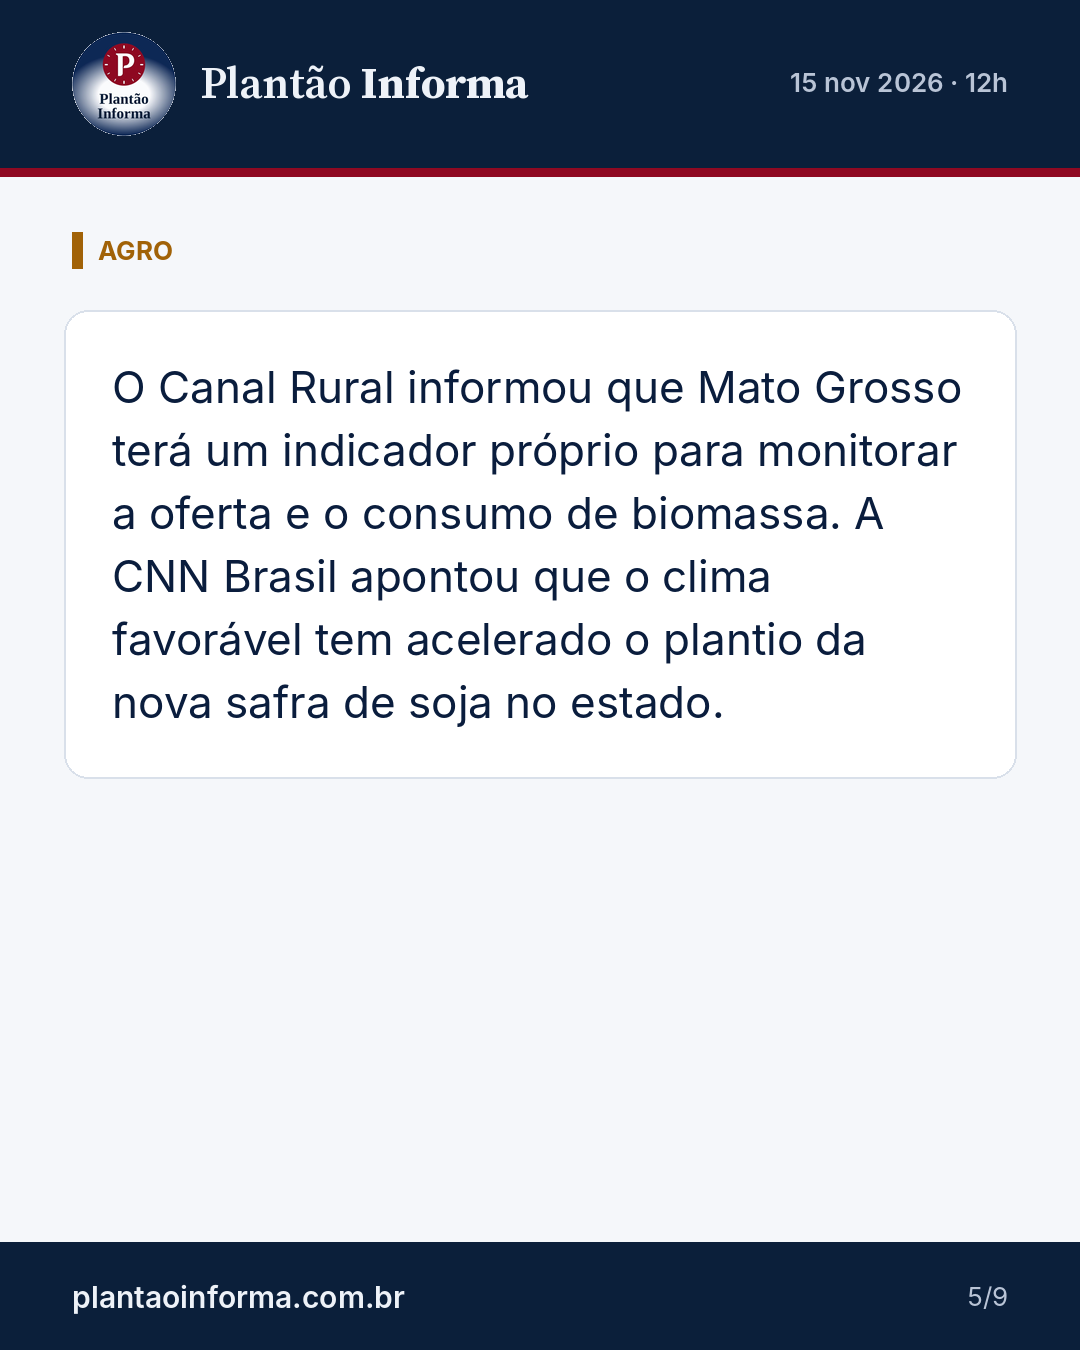 P
Plantão
Informa
Plantão Informa
15 nov 2026 · 12h
AGRO
O Canal Rural informou que Mato Grosso
terá um indicador próprio para monitorar
a oferta e o consumo de biomassa. A
CNN Brasil apontou que o clima
favorável tem acelerado o plantio da
nova safra de soja no estado.
plantaoinforma.com.br
5/9